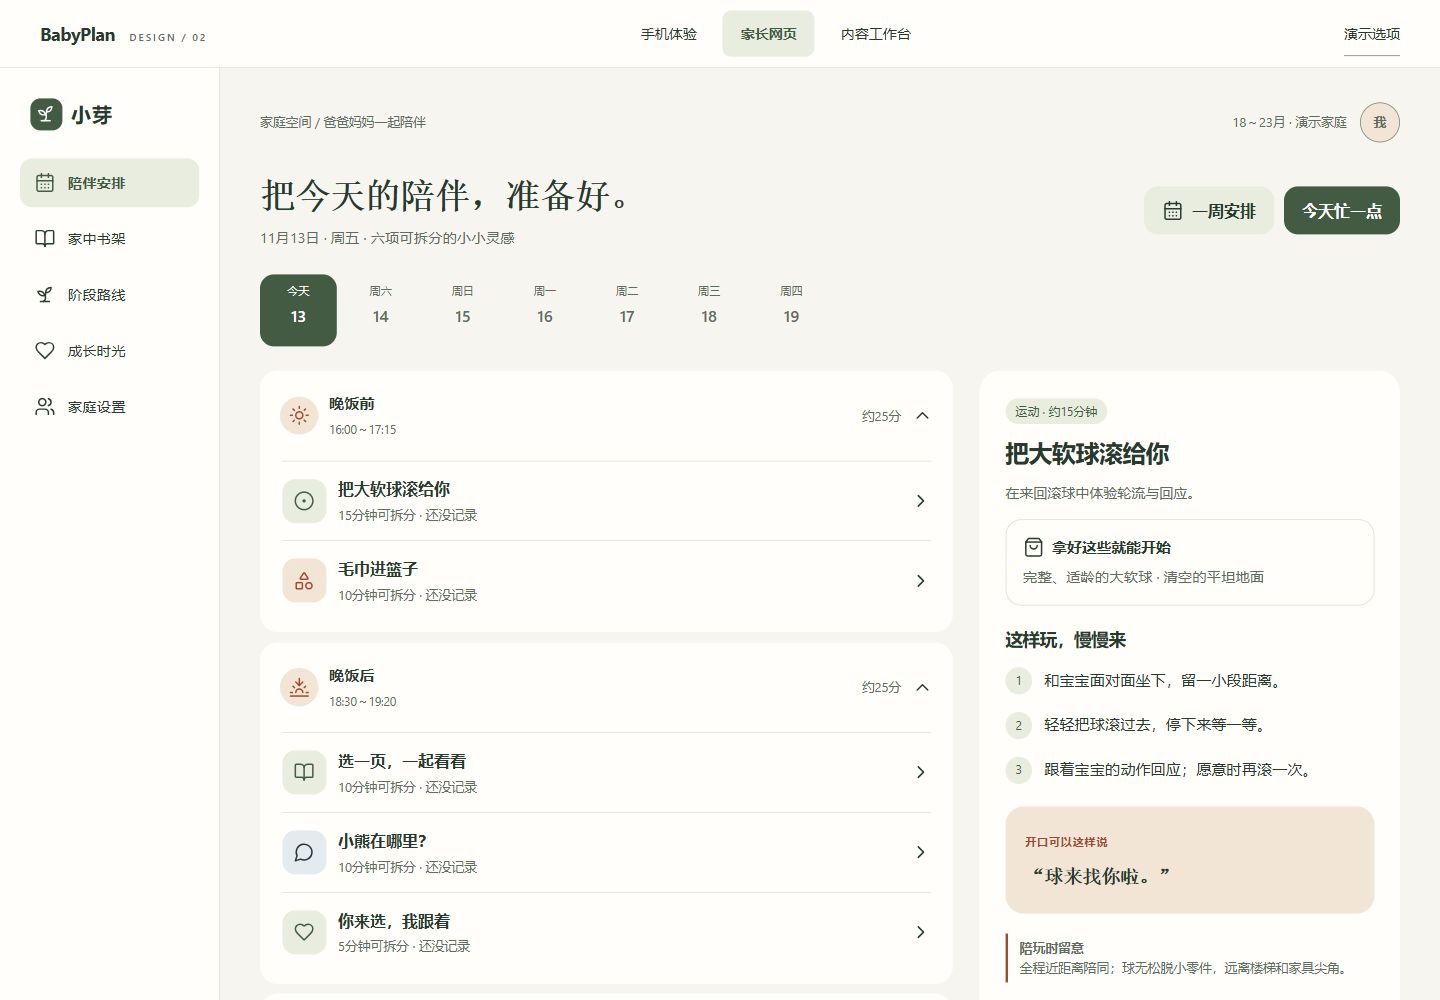 BabyPlan DESIGN / 02
手机体验
家长网页
内容工作台
演示选项
小芽
陪伴安排
家中书架
阶段路线
成长时光
家庭设置
家庭空间 / 爸爸妈妈一起陪伴
18～23月 · 演示家庭
我
把今天的陪伴，准备好。
11月13日 · 周五 · 六项可拆分的小小灵感
一周安排
今天忙一点
今天
13
周六
14
周日
15
周一
16
周二
17
周三
18
周四
19
晚饭前
16:00～17:15
约25分
把大软球滚给你
15分钟可拆分 · 还没记录
毛巾进篮子
10分钟可拆分 · 还没记录
晚饭后
18:30～19:20
约25分
选一页，一起看看
10分钟可拆分 · 还没记录
小熊在哪里？
10分钟可拆分 · 还没记录
你来选，我跟着
5分钟可拆分 · 还没记录
运动 · 约15分钟
把大软球滚给你
在来回滚球中体验轮流与回应。
拿好这些就能开始
完整、适龄的大软球 · 清空的平坦地面
这样玩，慢慢来
1 和宝宝面对面坐下，留一小段距离。
2 轻轻把球滚过去，停下来等一等。
3 跟着宝宝的动作回应；愿意时再滚一次。
开口可以这样说
“球来找你啦。”
陪玩时留意
全程近距离陪同；球无松脱小零件，远离楼梯和家具尖角。